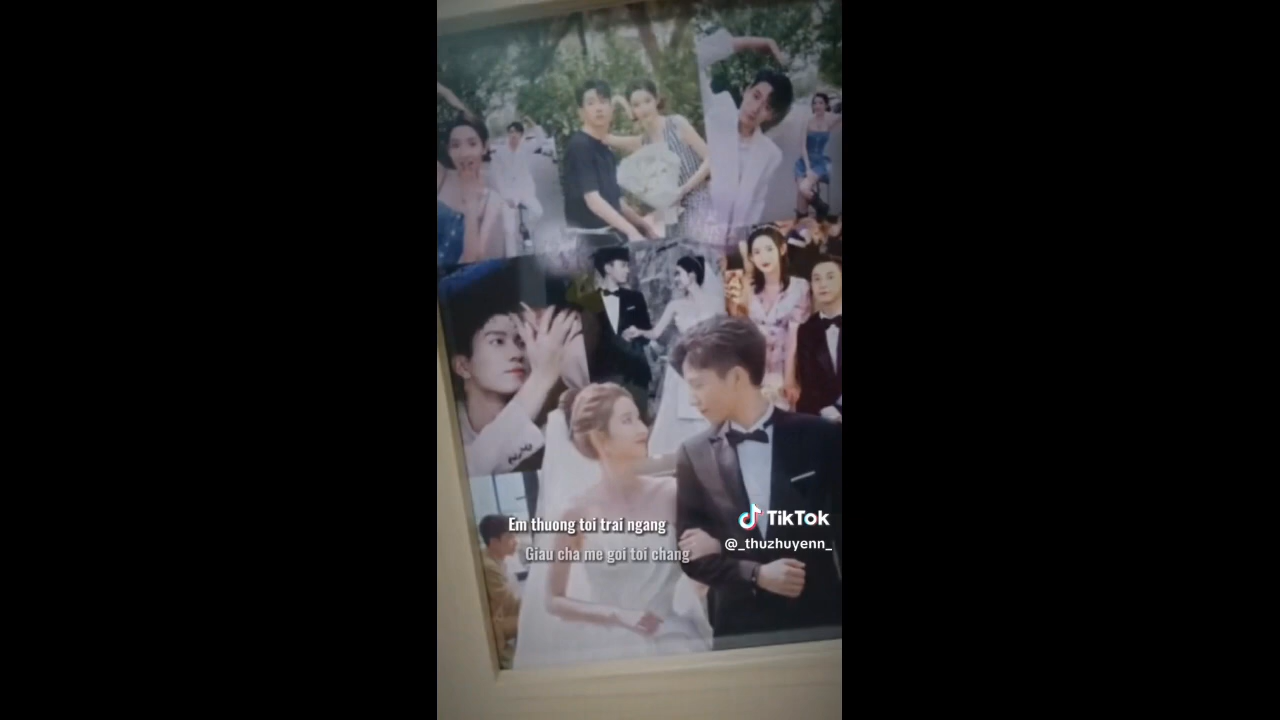 Em thuong toi trai ngang
Giau cha me goi toi chang
TikTok
@_thuzhuyenn_